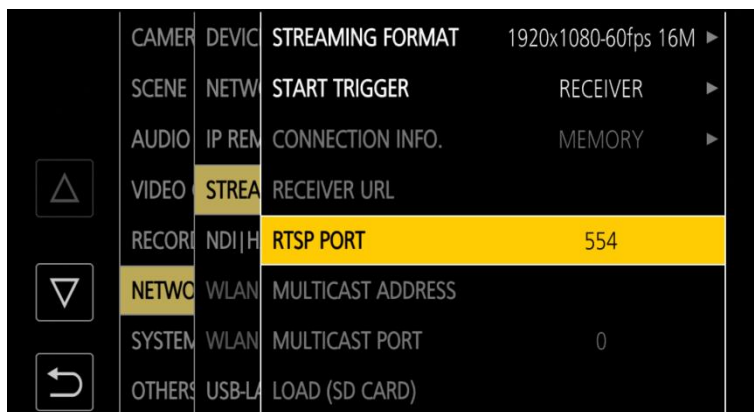 CAMER DEVIC STREAMING FORMAT 1920x1080-60fps 16M
SCENE NETW START TRIGGER RECEIVER
AUDIO IP REM CONNECTION INFO. MEMORY
VIDEO STREA RECEIVER URL
RECOR NDI|H RTSP PORT 554
NETWO WLAN MULTICAST ADDRESS
SYSTEM WLAN MULTICAST PORT 0
OTHERS USB-LA LOAD (SD CARD)